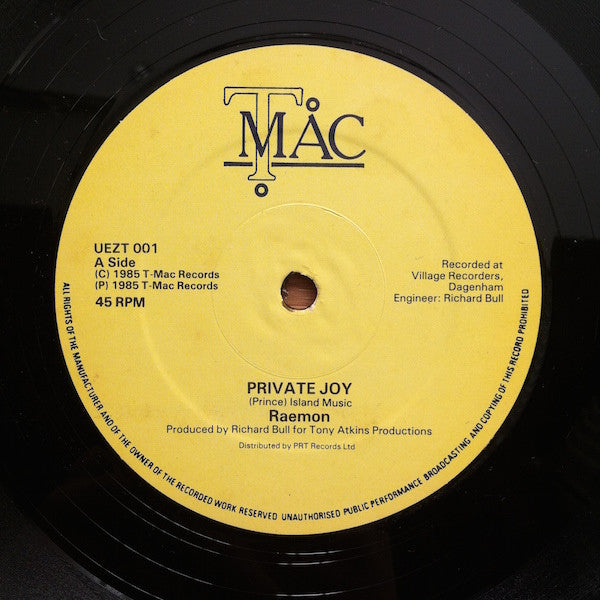 T MAC
UEZT 001
A Side
(C) 1985 T-Mac Records
(P) 1985 T-Mac Records
45 RPM
Recorded at
Village Recorders,
Dagenham
Engineer: Richard Bull
PRIVATE JOY
(Prince) Island Music
Raemon
Produced by Richard Bull for Tony Atkins Productions
Distributed by PRT Records Ltd
ALL RIGHTS OF THE MANUFACTURER AND OF THE OWNER OF THE RECORDED WORK RESERVED UNAUTHORISED PUBLIC PERFORMANCE BROADCASTING AND COPYING OF THIS RECORD PROHIBITED